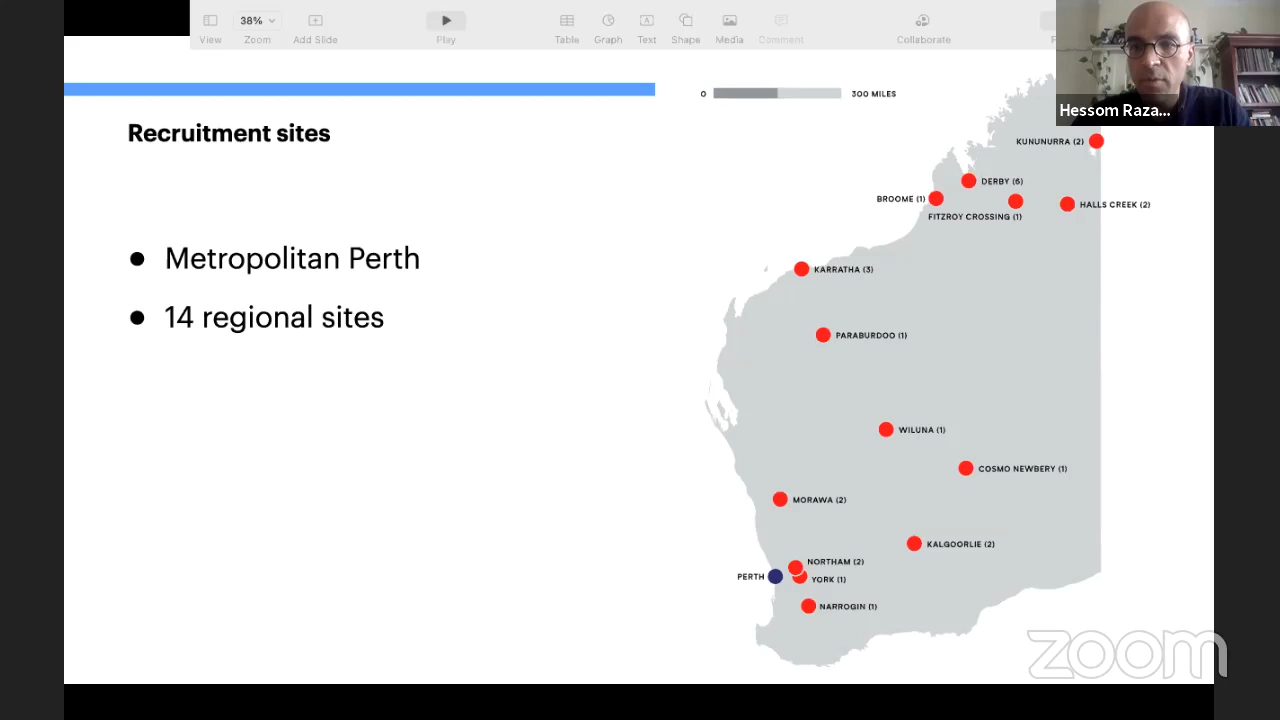 38%
View
Zoom
Add Slide
Play
Table
Graph
Text
Shape
Media
Comment
Collaborate
Hessom Raza...
0
300 MILES
Recruitment sites
● Metropolitan Perth
● 14 regional sites
KUNUNURRA (2)
DERBY (6)
BROOME (1)
HALLS CREEK (2)
FITZROY CROSSING (1)
KARRATHA (3)
PARABURDOO (1)
WILUNA (1)
COSMO NEWBERY (1)
MORAWA (2)
KALGOORLIE (2)
NORTHAM (2)
PERTH
YORK (1)
NARROGIN (1)
zoom